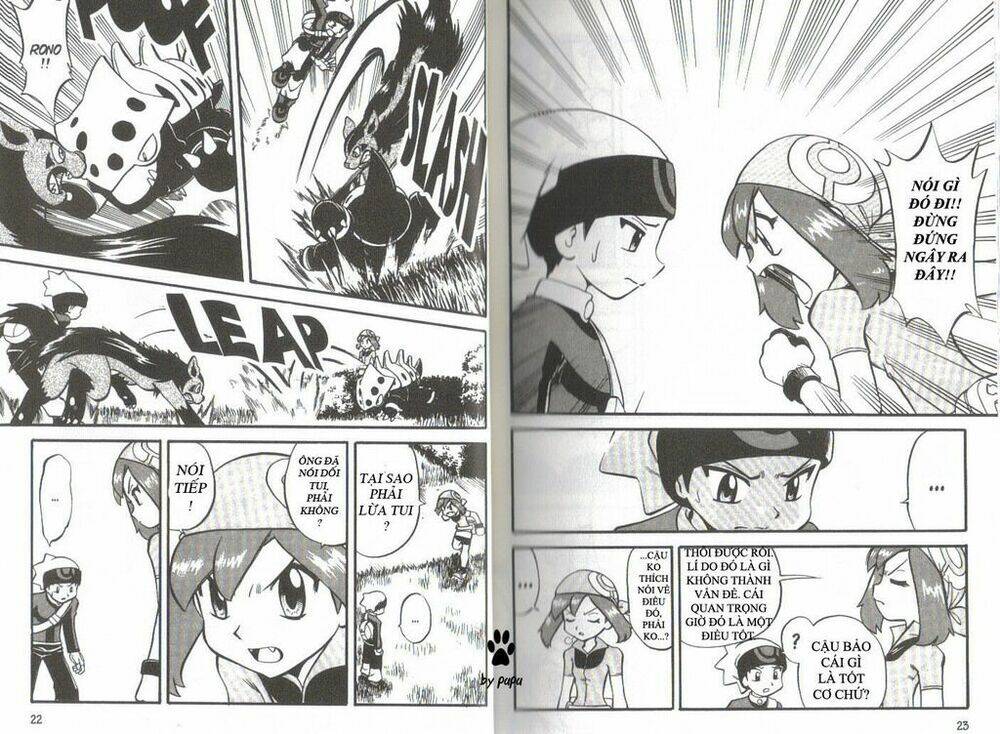 RONO
!!
SLASH
LEAP
...
NÓI
TIẾP
!
ÔNG ĐÃ
NÓI DỐI
TUI,
PHẢI
KHÔNG
?
TẠI SAO
PHẢI
LỪA TUI
?
...
by papa
22
NÓI GÌ
ĐÓ ĐI!!
ĐỪNG
ĐỨNG
NGÂY RA
ĐÂY!!
...
...CẬU
KO
THÍCH
NÓI VỀ
ĐIỀU
ĐÓ,
PHẢI
KO...
THÔI ĐƯỢC RỒI.
LÍ DO ĐÓ LÀ GÌ
KHÔNG THÀNH
VẤN ĐỀ. CÁI
QUAN TRỌNG
GIỜ ĐÓ LÀ MỘT
ĐIỀU TỐT.
?
CẬU BẢO
CÁI GÌ
LÀ TỐT
CƠ CHỨ?
23